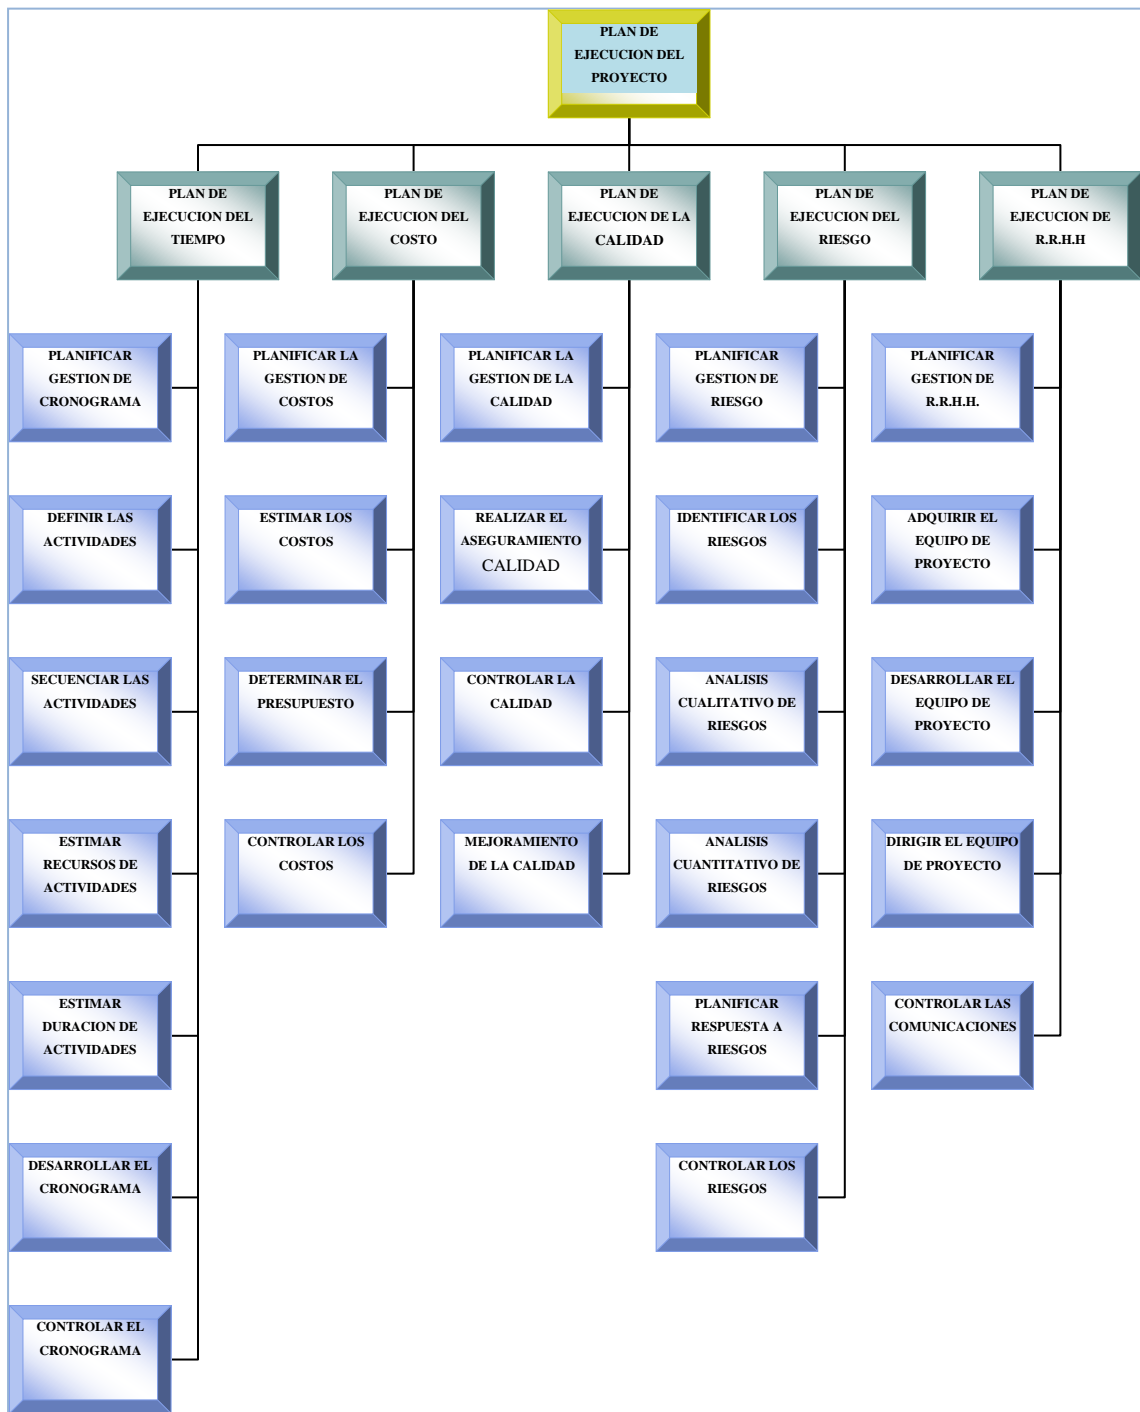 PLAN DE
EJECUCION DEL
PROYECTO
PLAN DE
EJECUCION DEL
TIEMPO
PLAN DE
EJECUCION DEL
COSTO
PLAN DE
EJECUCION DE LA
CALIDAD
PLAN DE
EJECUCION DEL
RIESGO
PLAN DE
EJECUCION DE
R.R.H.H
PLANIFICAR
GESTION DE
CRONOGRAMA
PLANIFICAR LA
GESTION DE
COSTOS
PLANIFICAR LA
GESTION DE LA
CALIDAD
PLANIFICAR
GESTION DE
RIESGO
PLANIFICAR
GESTION DE
R.R.H.H.
DEFINIR LAS
ACTIVIDADES
ESTIMAR LOS
COSTOS
REALIZAR EL
ASEGURAMIENTO
CALIDAD
IDENTIFICAR LOS
RIESGOS
ADQUIRIR EL
EQUIPO DE
PROYECTO
SECUENCIAR LAS
ACTIVIDADES
DETERMINAR EL
PRESUPUESTO
CONTROLAR LA
CALIDAD
ANALISIS
CUALITATIVO DE
RIESGOS
DESARROLLAR EL
EQUIPO DE
PROYECTO
ESTIMAR
RECURSOS DE
ACTIVIDADES
CONTROLAR LOS
COSTOS
MEJORAMIENTO
DE LA CALIDAD
ANALISIS
CUANTITATIVO DE
RIESGOS
DIRIGIR EL EQUIPO
DE PROYECTO
ESTIMAR
DURACION DE
ACTIVIDADES
PLANIFICAR
RESPUESTA A
RIESGOS
CONTROLAR LAS
COMUNICACIONES
DESARROLLAR EL
CRONOGRAMA
CONTROLAR LOS
RIESGOS
CONTROLAR EL
CRONOGRAMA